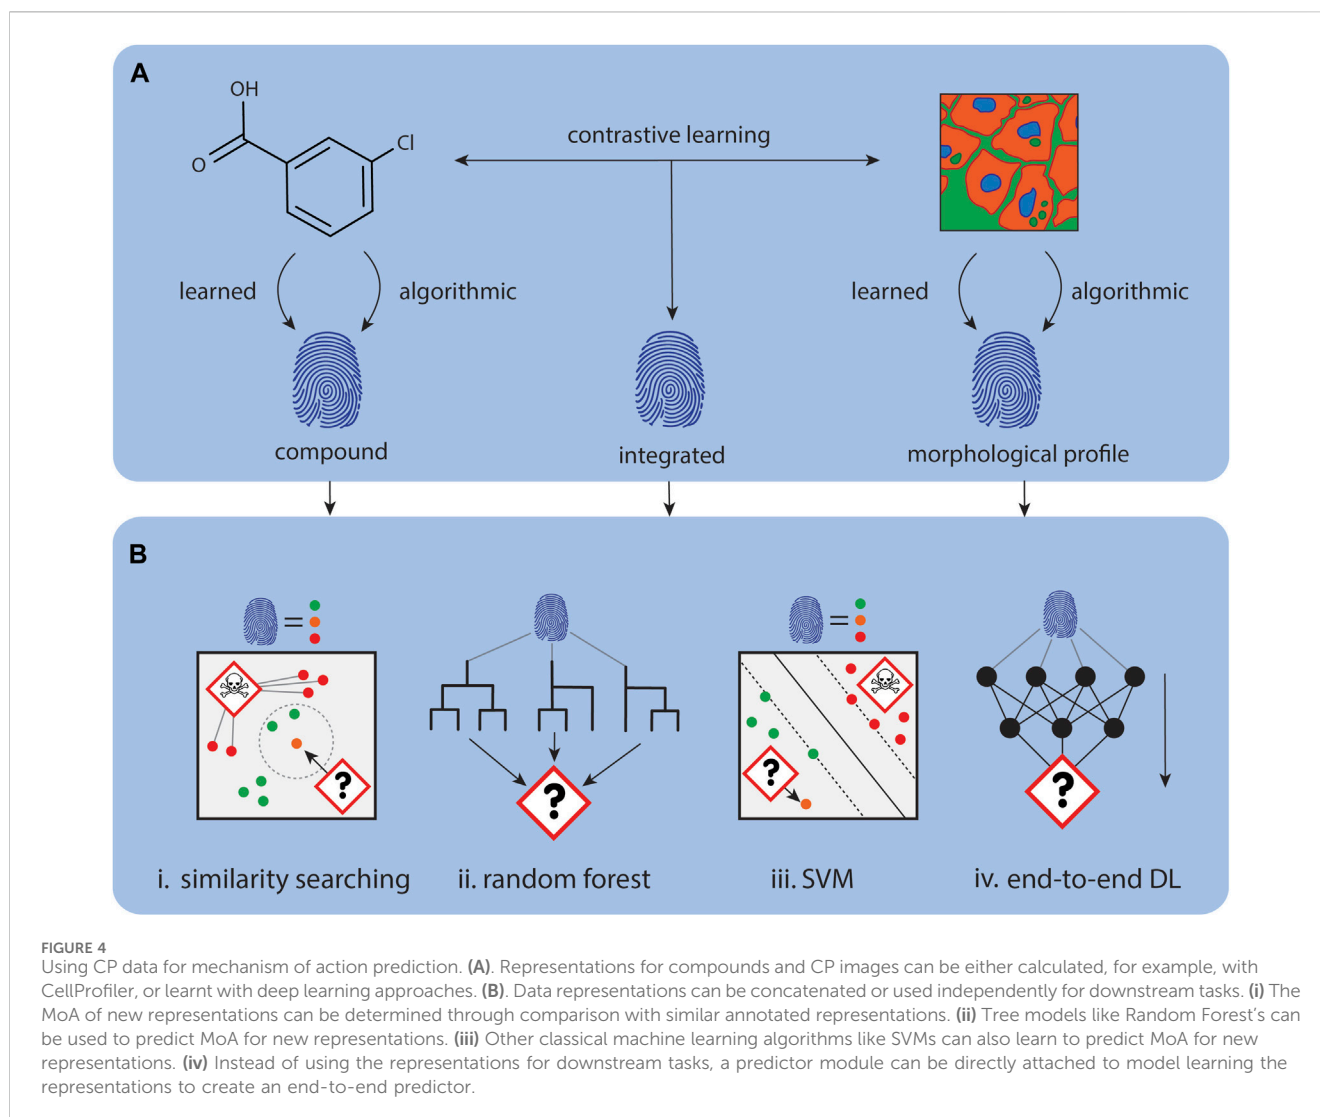 A
OH
O
Cl
contrastive learning
learned
algorithmic
learned
algorithmic
compound
integrated
morphological profile
B
=
=
?
?
?
?
i. similarity searching
ii. random forest
iii. SVM
iv. end-to-end DL
FIGURE 4
Using CP data for mechanism of action prediction. (A). Representations for compounds and CP images can be either calculated, for example, with
CellProfiler, or learnt with deep learning approaches. (B). Data representations can be concatenated or used independently for downstream tasks. (i) The
MoA of new representations can be determined through comparison with similar annotated representations. (ii) Tree models like Random Forest's can
be used to predict MoA for new representations. (iii) Other classical machine learning algorithms like SVMs can also learn to predict MoA for new
representations. (iv) Instead of using the representations for downstream tasks, a predictor module can be directly attached to model learning the
representations to create an end-to-end predictor.